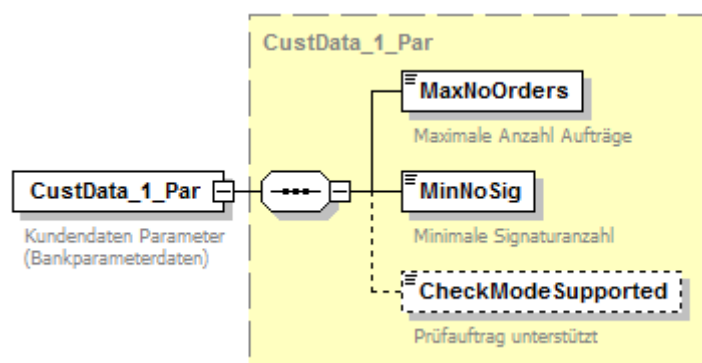 CustData_1_Par
MaxNoOrders
Maximale Anzahl Aufträge
CustData_1_Par
Kundendaten Parameter
(Bankparameterdaten)
MinNoSig
Minimale Signaturanzahl
CheckModeSupported
Prüfauftrag unterstützt